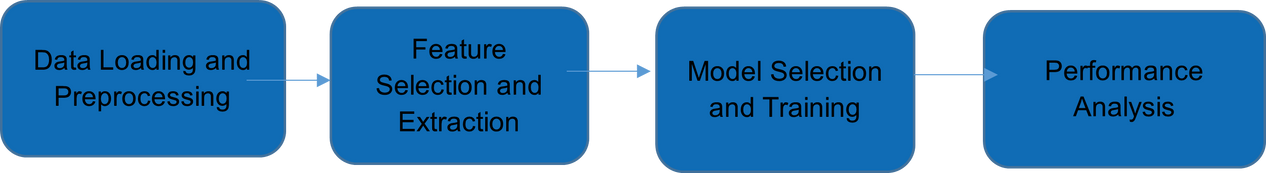 Data Loading and
Preprocessing
Feature
Selection and
Extraction
Model Selection
and Training
Performance
Analysis